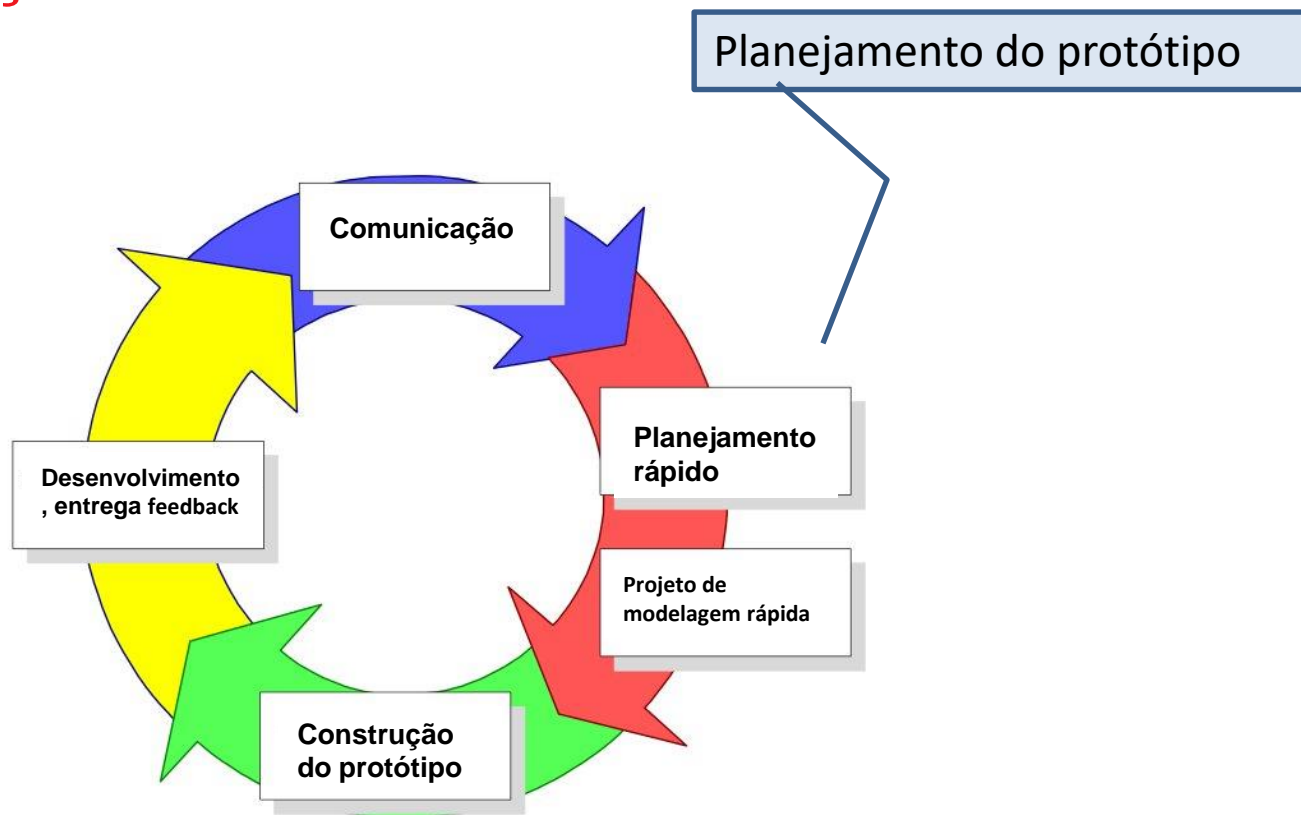 Planejamento do protótipo
Comunicação
Planejamento
rápido
Projeto de
modelagem rápida
Construção
do protótipo
Desenvolvimento
, entrega feedback